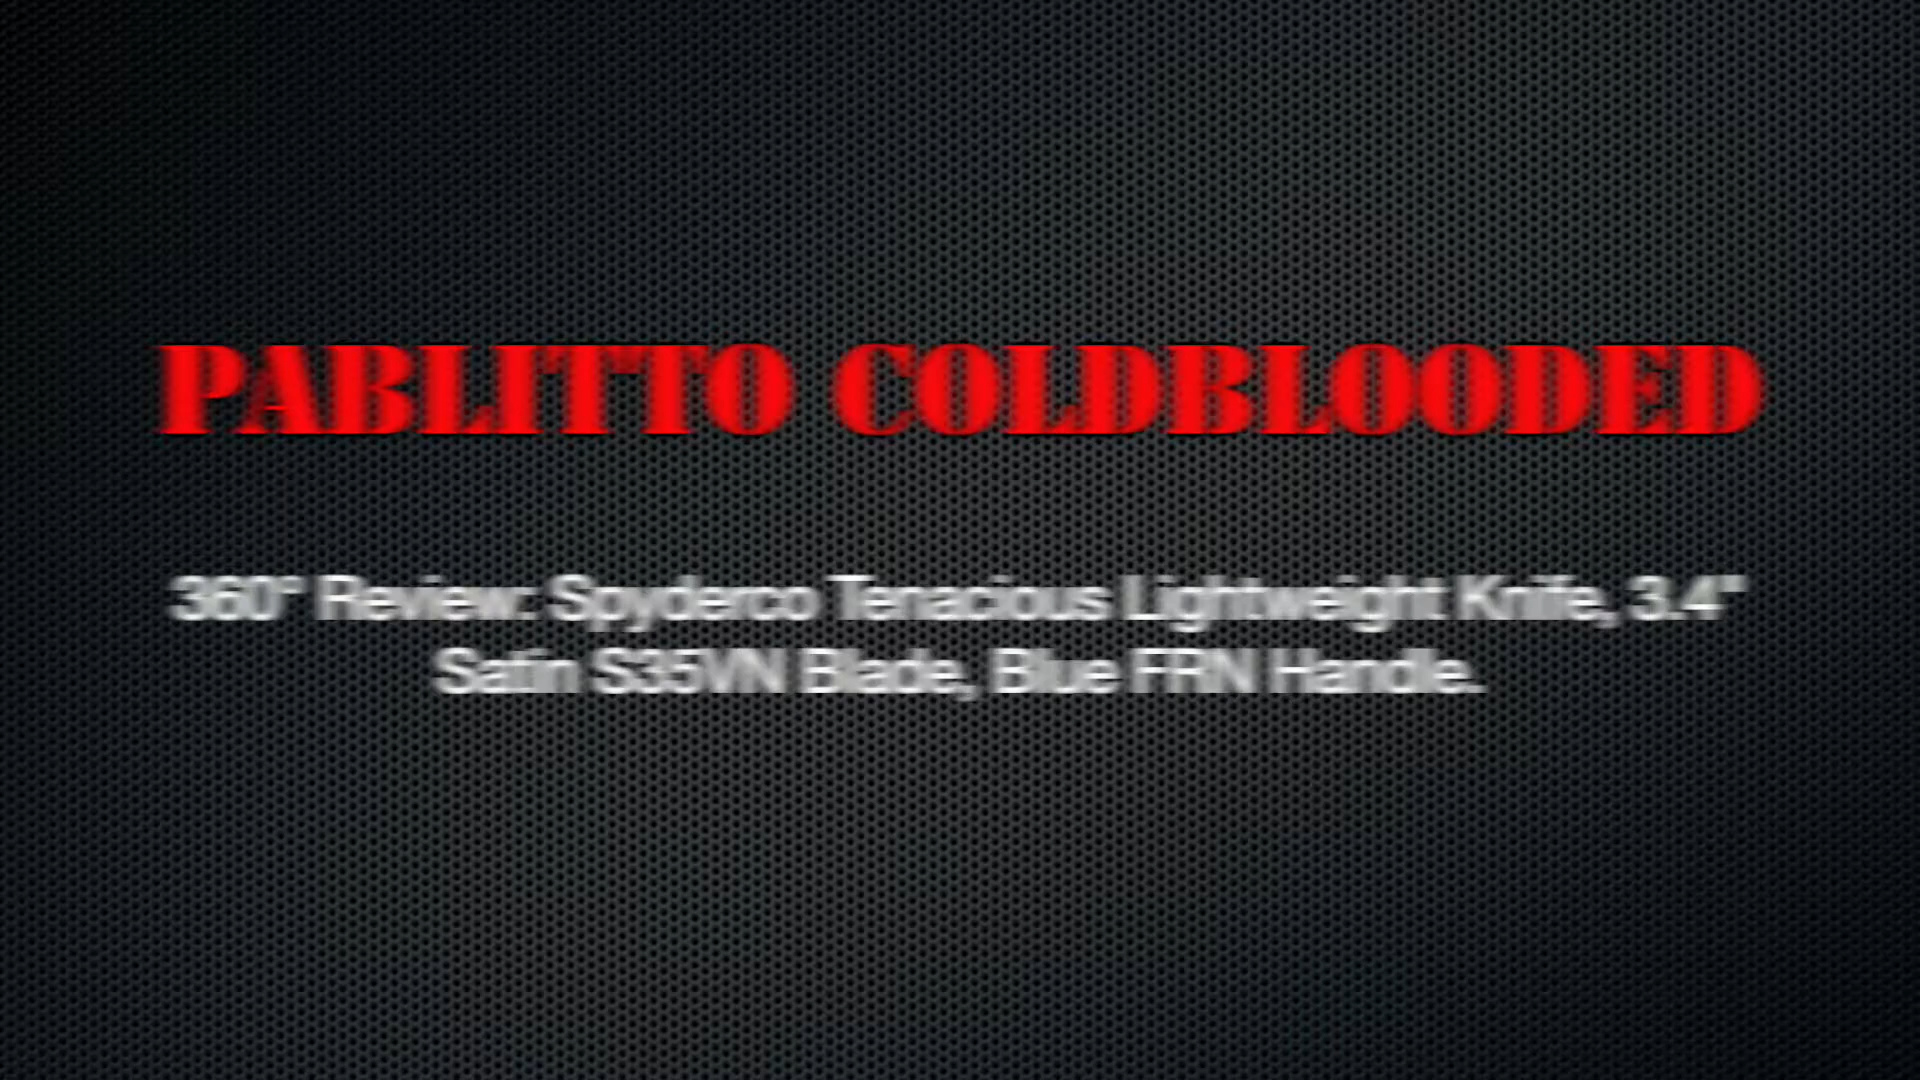 PABLITTO COLDBLOODED
360° Review: Spyderco Tenacious Lightweight Knife, 3.4"
Satin S35VN Blade, Blue FRN Handle.